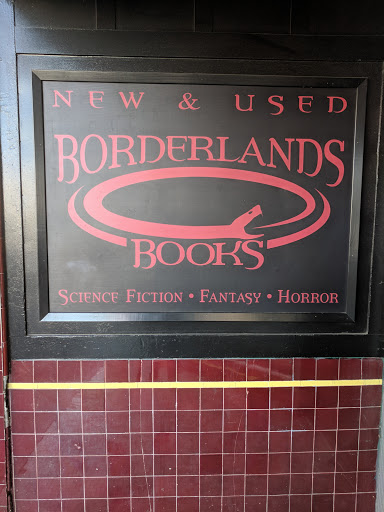 NEW & USED
BORDERLANDS
BOOKS
SCIENCE FICTION • FANTASY • HORROR